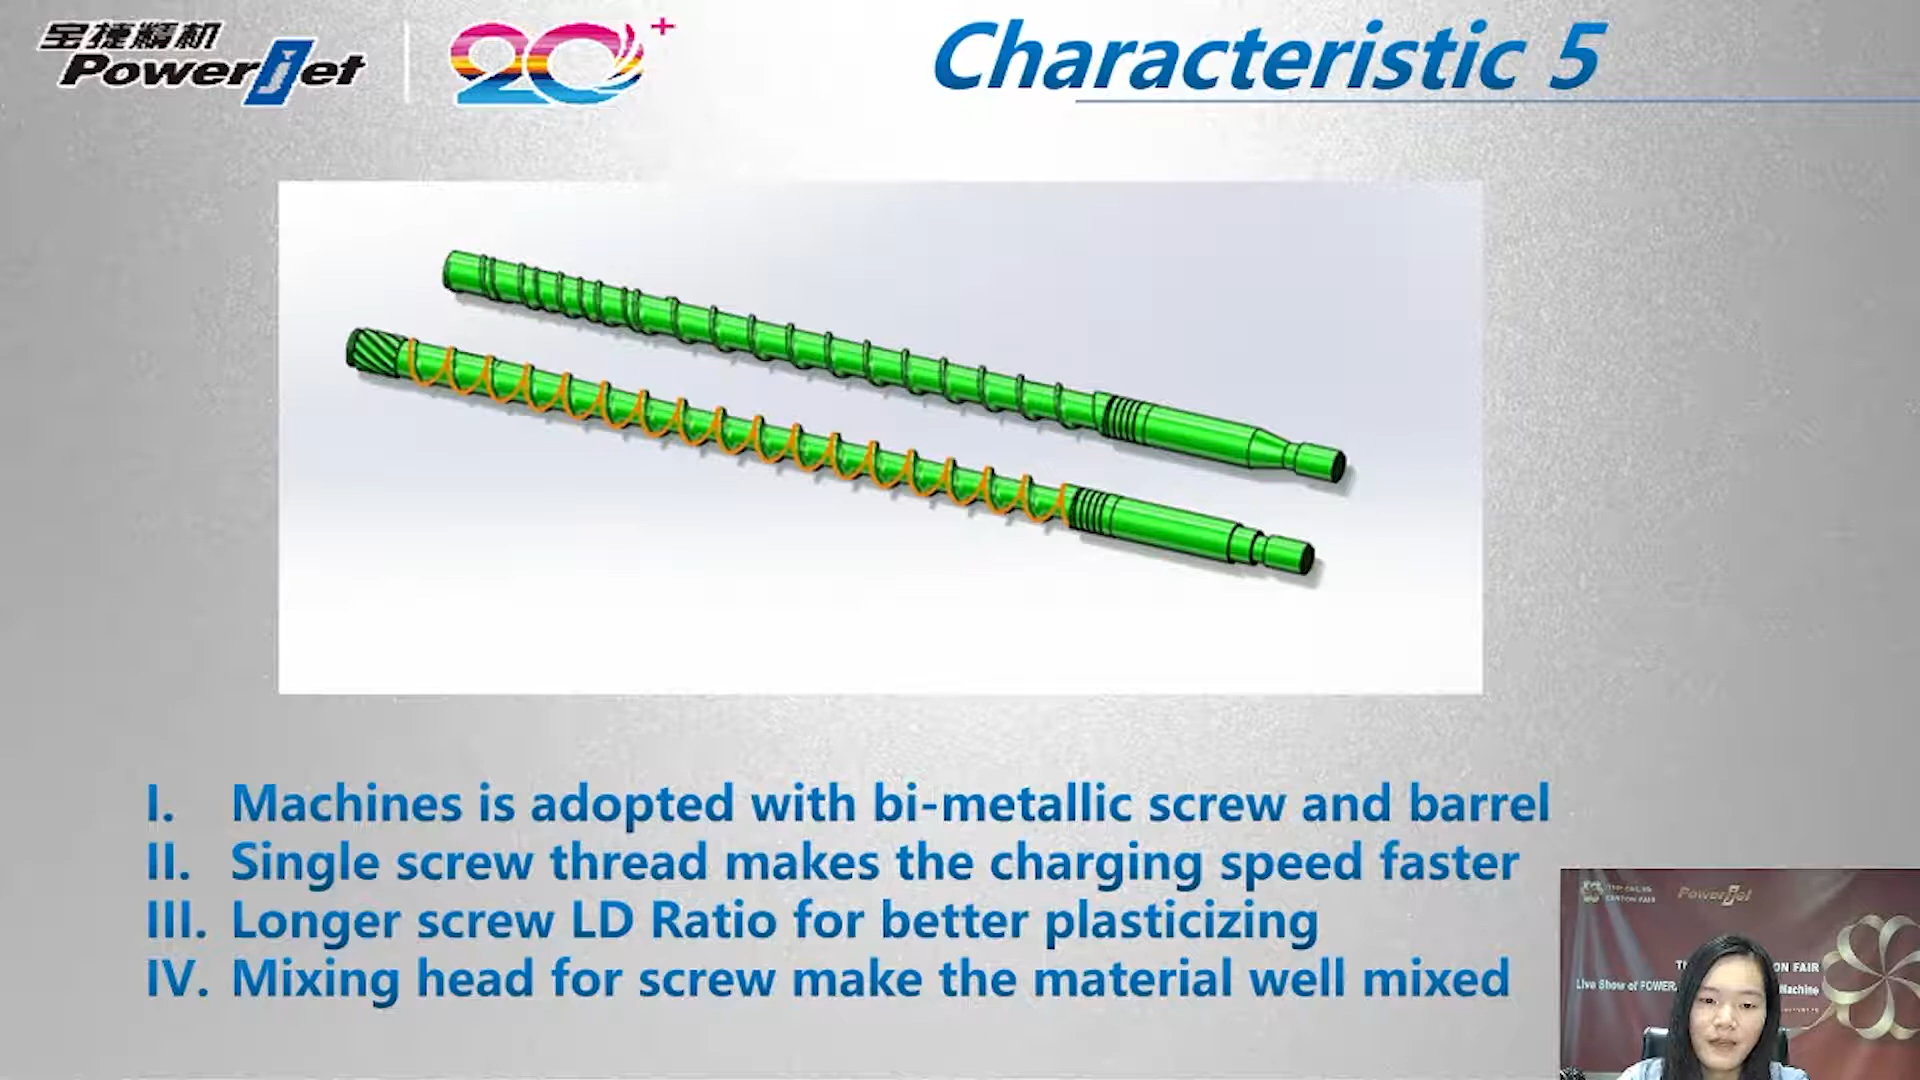 宝捷精机
PowerJet
20+
Characteristic 5
I. Machines is adopted with bi-metallic screw and barrel
II. Single screw thread makes the charging speed faster
III. Longer screw LD Ratio for better plasticizing
IV. Mixing head for screw make the material well mixed
CANTON FAIR
PowerJet
ON FAIR
Live Show of POWER
Machine